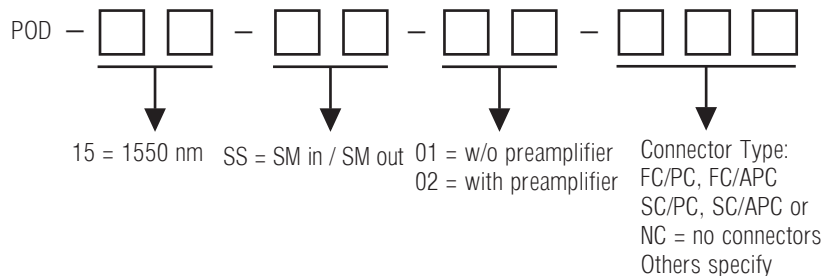 POD – – – –
15 = 1550 nm
SS = SM in / SM out
01 = w/o preamplifier
02 = with preamplifier
Connector Type:
FC/PC, FC/APC
SC/PC, SC/APC or
NC = no connectors
Others specify